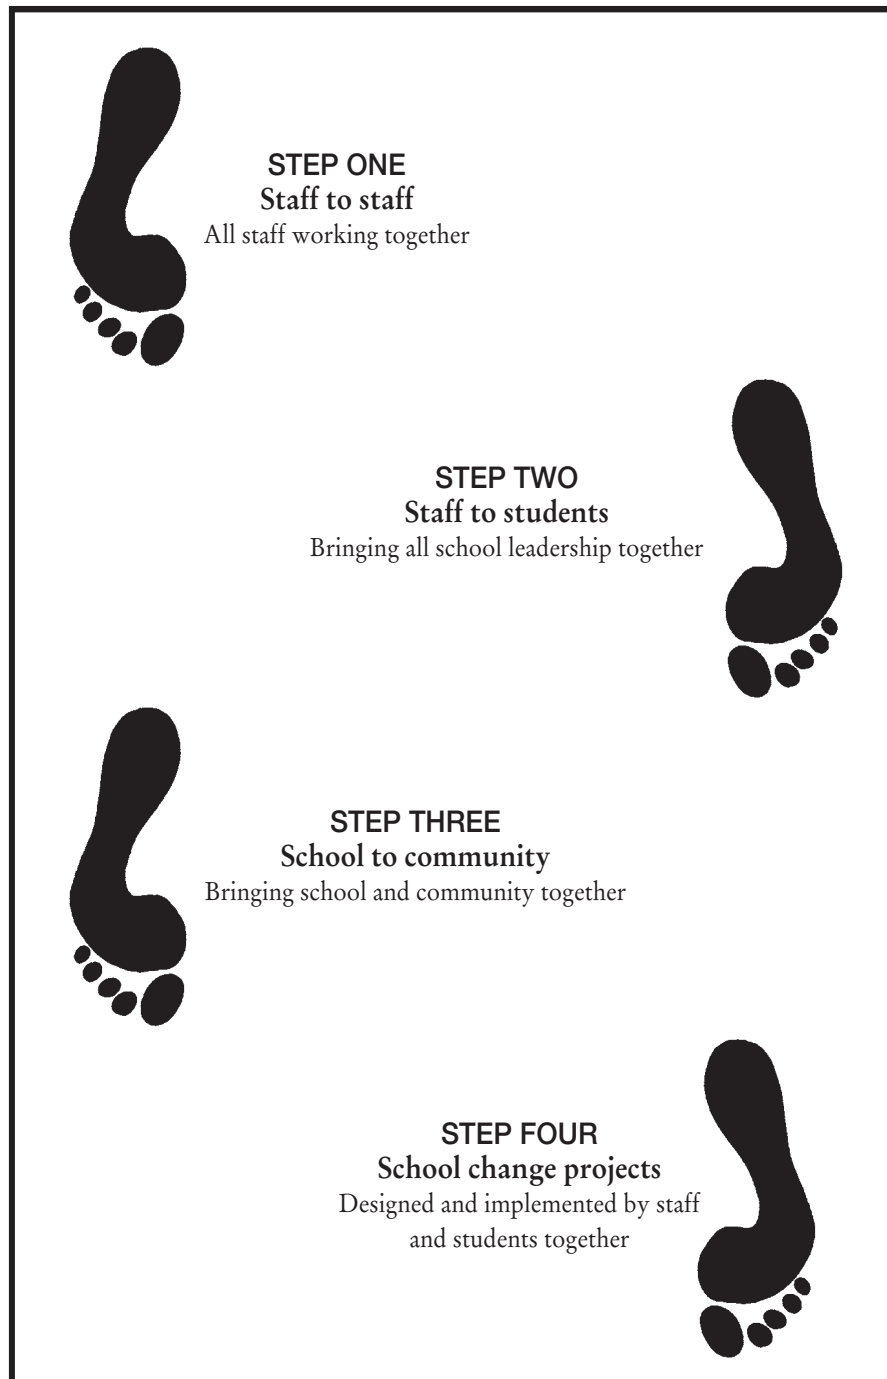 STEP ONE
Staff to staff
All staff working together
STEP TWO
Staff to students
Bringing all school leadership together
STEP THREE
School to community
Bringing school and community together
STEP FOUR
School change projects
Designed and implemented by staff
and students together